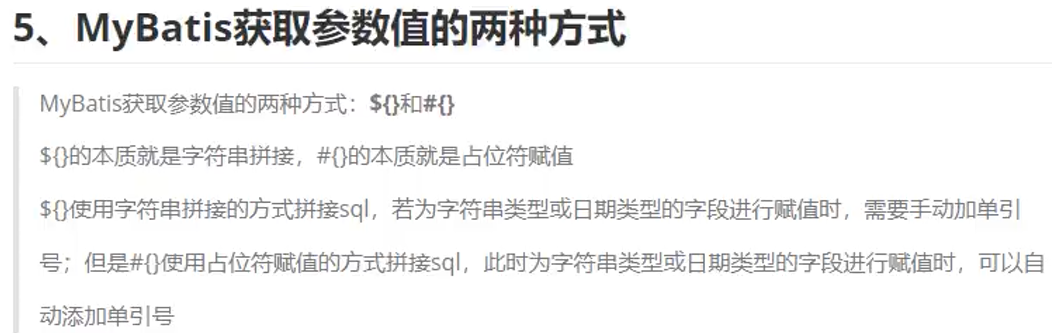 5、MyBatis获取参数值的两种方式
MyBatis获取参数值的两种方式：${}和#{}
${}的本质就是字符串拼接，#{}的本质就是占位符赋值
${}使用字符串拼接的方式拼接sql，若为字符串类型或日期类型的字段进行赋值时，需要手动加单引
号；但是#{}使用占位符赋值的方式拼接sql，此时为字符串类型或日期类型的字段进行赋值时，可以自
动添加单引号